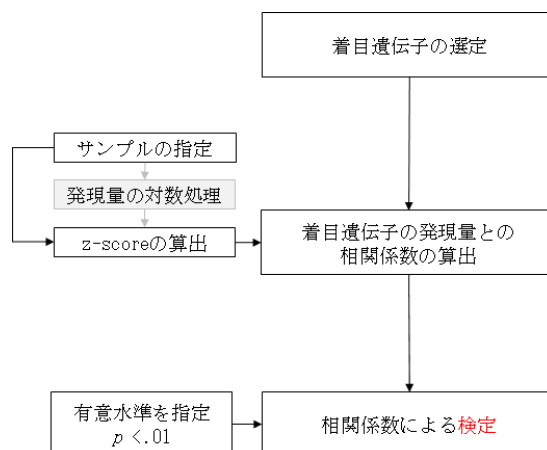 着目遺伝子の選定
サンプルの指定
発現量の対数処理
z-scoreの算出
着目遺伝子の発現量との
相関係数の算出
有意水準を指定
p <.01
相関係数による検定